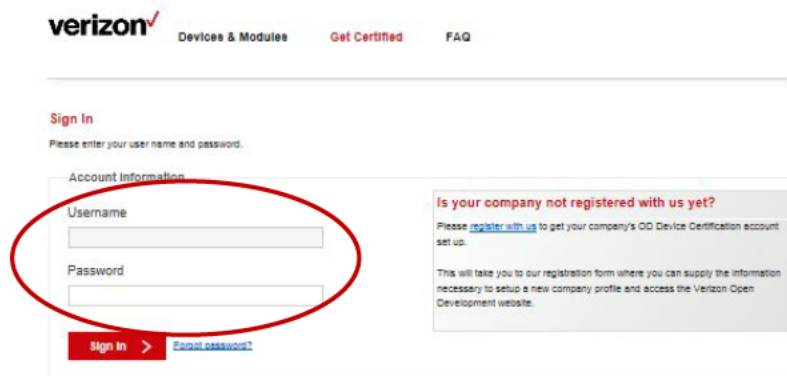 verizon
Devices & Modules Get Certified FAQ
Sign In
Please enter your user name and password.
Account Information
Username
Password
Sign In > Forgot password?
Is your company not registered with us yet?
Please register with us to get your company's OD Device Certification account
set up.
This will take you to our registration form where you can supply the information
necessary to setup a new company profile and access the Verizon Open
Development website.